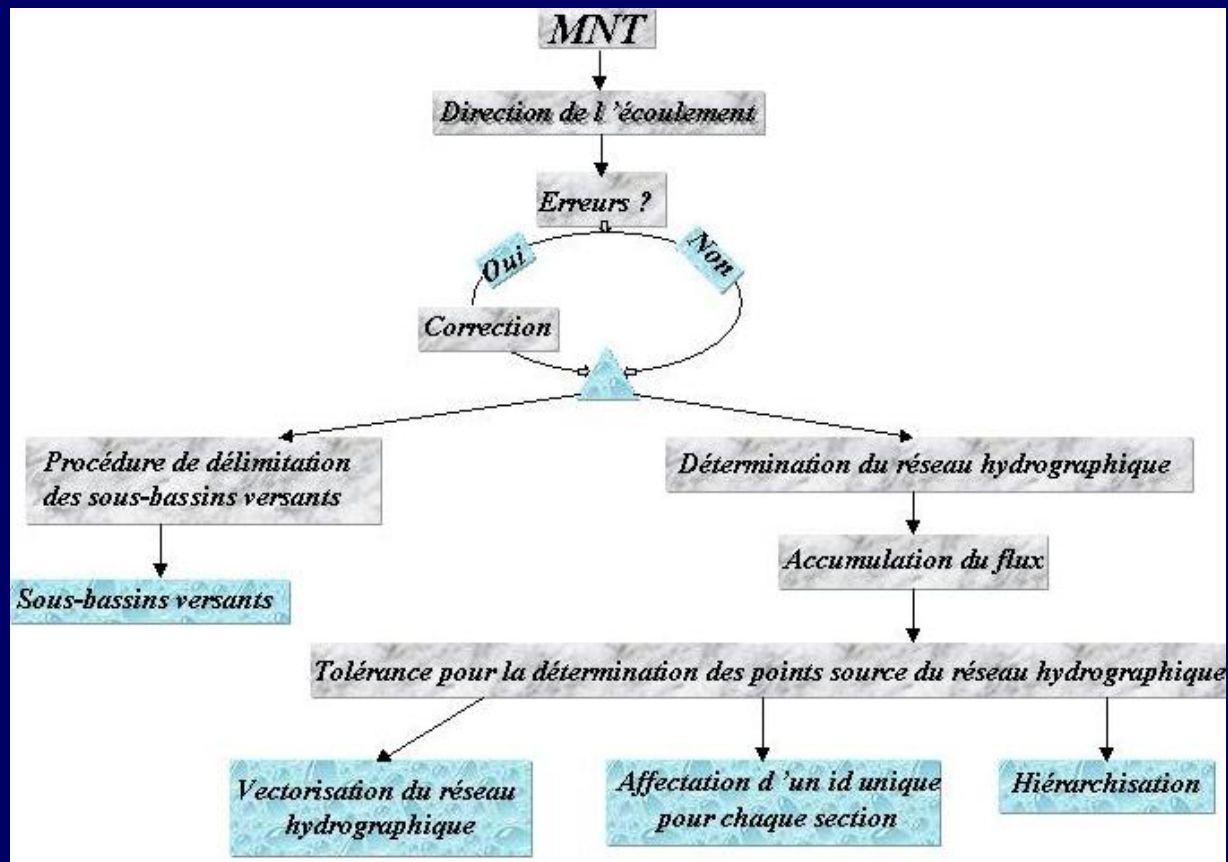 MNT
Direction de l 'écoulement
Erreurs ?
Oui
Non
Correction
Procédure de délimitation
des sous-bassins versants
Détermination du réseau hydrographique
Accumulation du flux
Sous-bassins versants
Tolérance pour la détermination des points source du réseau hydrographique
Vectorisation du réseau
hydrographique
Affectation d 'un id unique
pour chaque section
Hiérarchisation